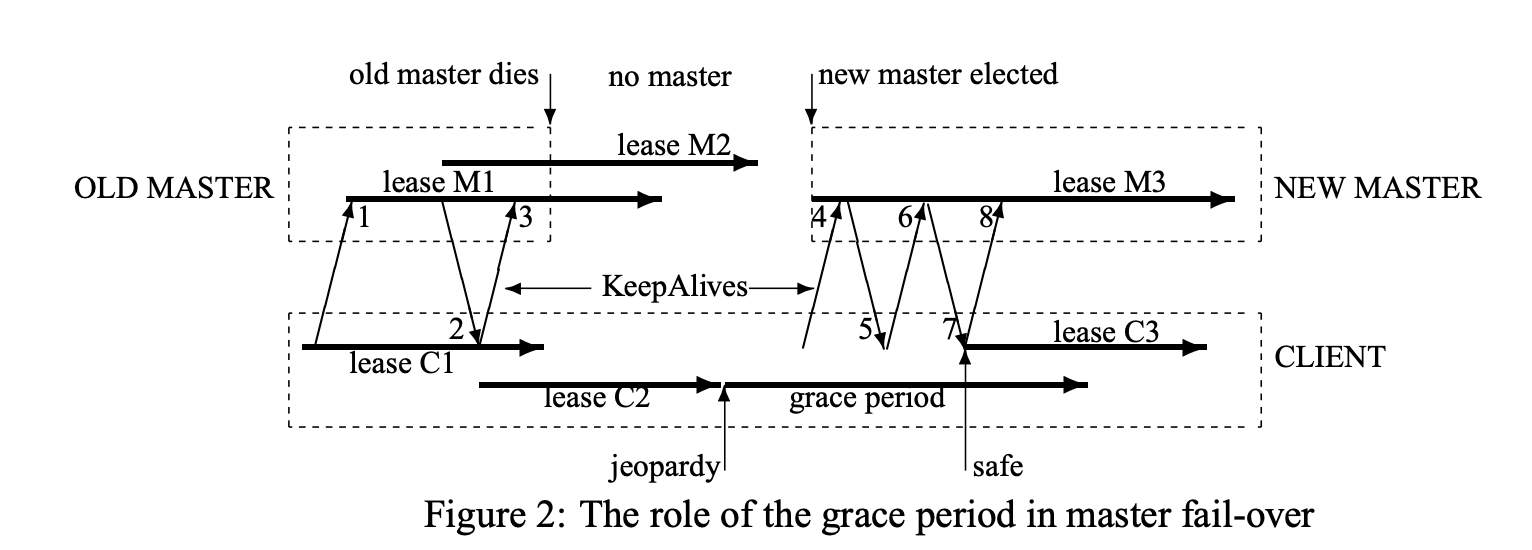 old master dies
no master
new master elected
lease M2
OLD MASTER
lease M1
lease M3
NEW MASTER
1
3
4
6
8
KeepAlives
2
5
7
lease C3
CLIENT
lease C1
lease C2
grace period
jeopardy
safe
Figure 2: The role of the grace period in master fail-over